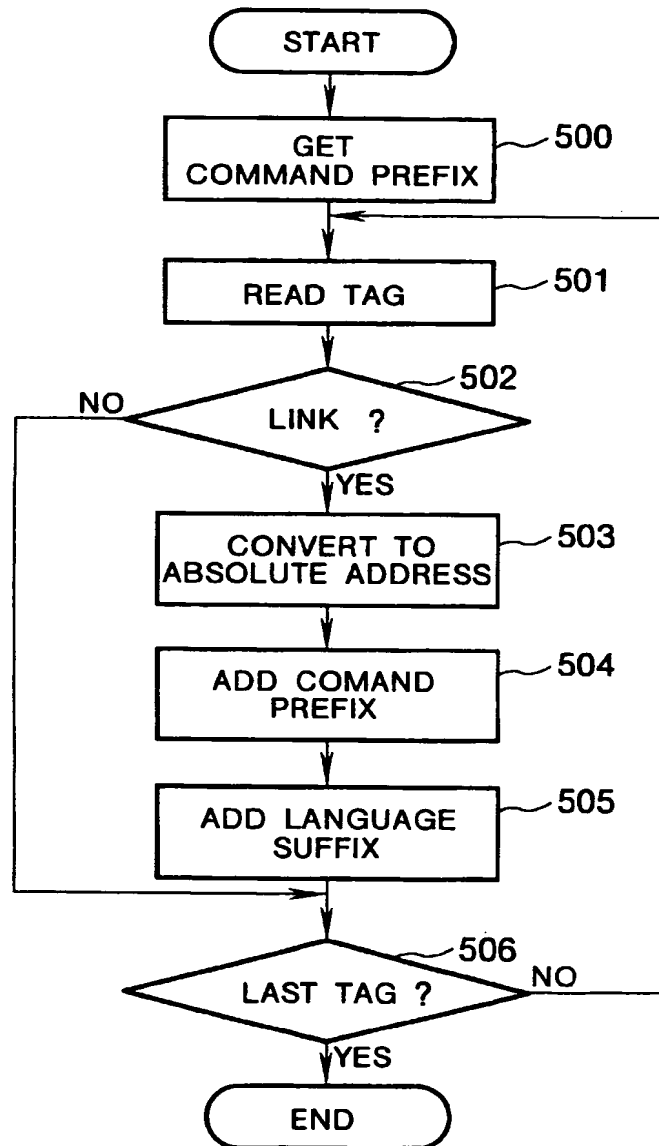 START
GET
COMMAND PREFIX
500
READ TAG
501
502
LINK ?
NO
YES
CONVERT TO
ABSOLUTE ADDRESS
503
ADD COMAND
PREFIX
504
ADD LANGUAGE
SUFFIX
505
506
LAST TAG ?
NO
YES
END